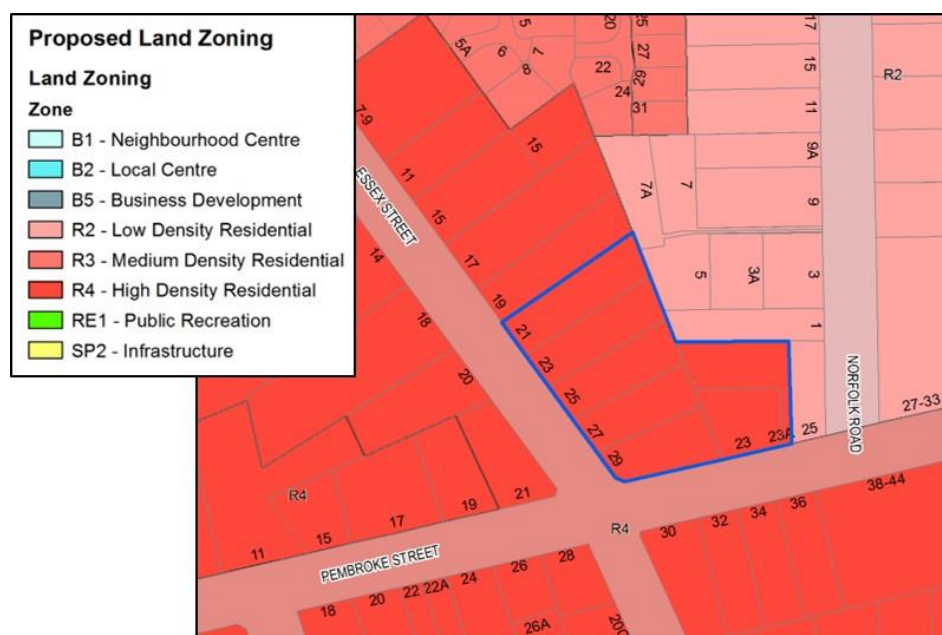 Proposed Land Zoning
Land Zoning
Zone
B1 - Neighbourhood Centre
B2 - Local Centre
B5 - Business Development
R2 - Low Density Residential
R3 - Medium Density Residential
R4 - High Density Residential
RE1 - Public Recreation
SP2 - Infrastructure
5A
6
5
7
8
20
22
24
25
27
29
31
17
15
11
9A
9
R2
7-9
11
15
15
17
19
ESSEX STREET
14
18
20
7A
7
5
3A
3
1
NORFOLK ROAD
21
23
25
27
29
23
23A
25
27-33
R4
11
15
17
19
21
PEMBROKE STREET
R4
30
32
34
36
38-44
18
20
22
22A
24
26
28
26A